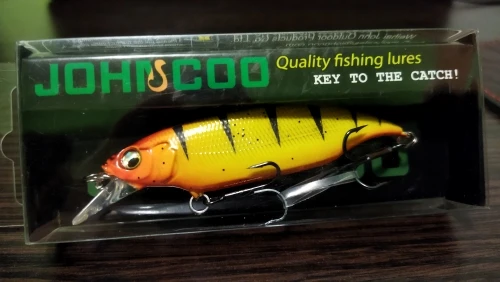 JOHNCOO
Quality fishing lures
KEY TO THE CATCH!